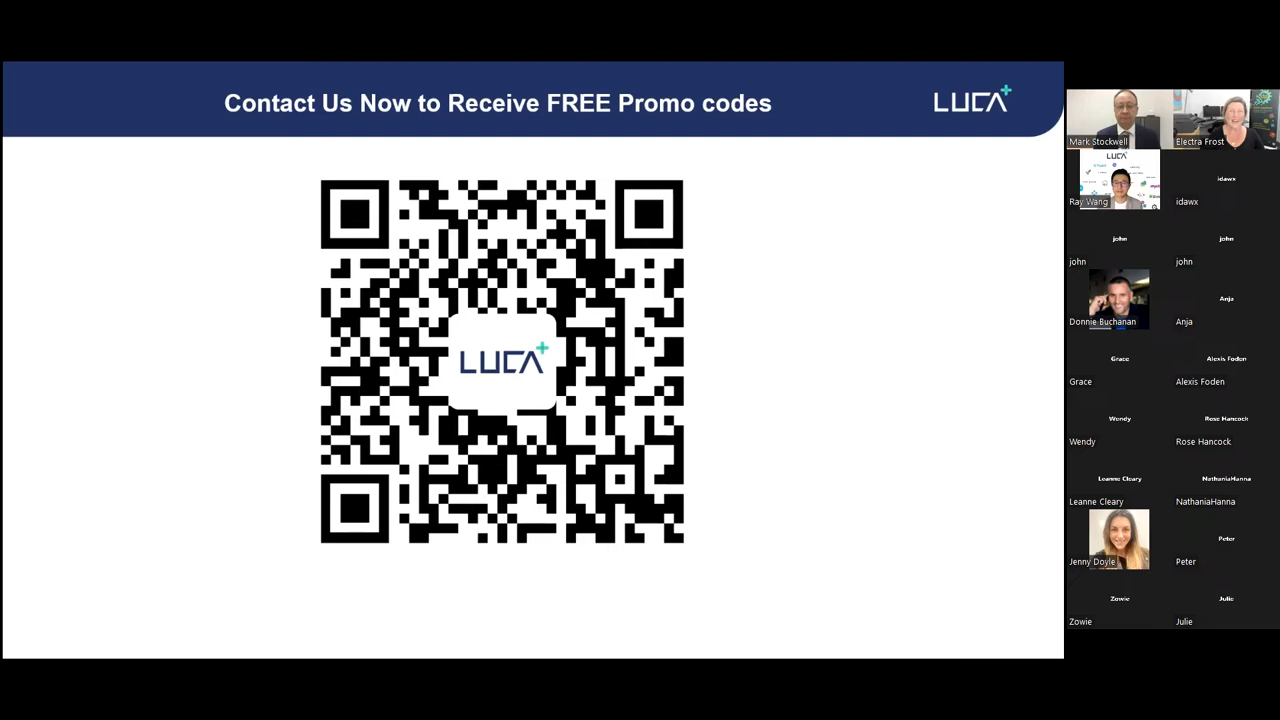 Contact Us Now to Receive FREE Promo codes
LUCA+
LUCA+
Mark Stockwell
Electra Frost
LUCA+
Ray Wang
idawx
idawx
john
john
john
john
Donnie Buchanan
Anja
Anja
Grace
Grace
Alexis Foden
Alexis Foden
Wendy
Wendy
Rose Hancock
Rose Hancock
Leanne Cleary
Leanne Cleary
NathaniaHanna
NathaniaHanna
Jenny Doyle
Peter
Peter
Zowie
Zowie
Julie
Julie